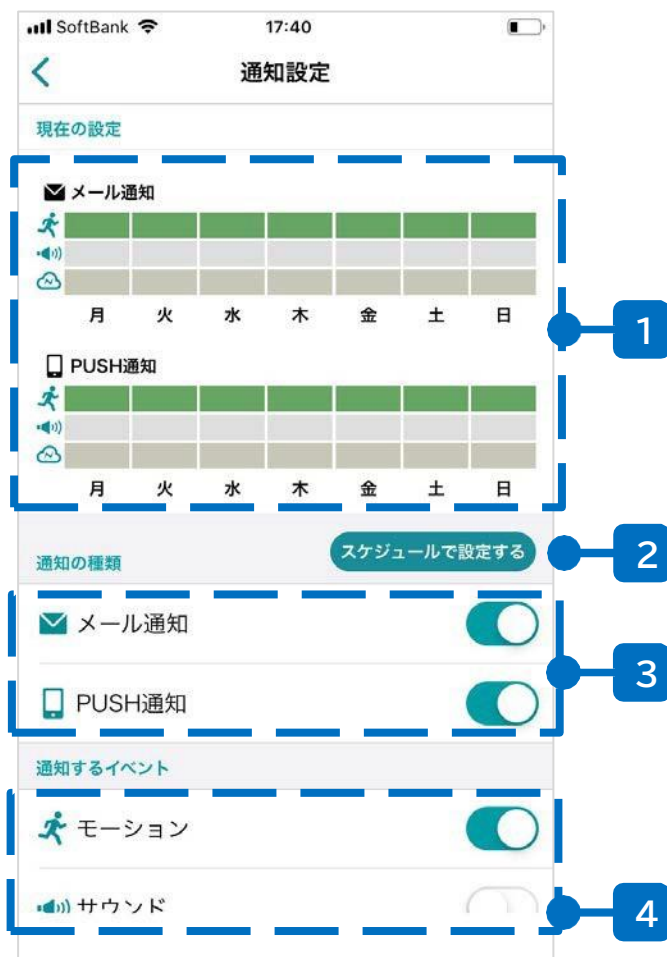 SoftBank 17:40
通知設定
現在の設定
メール通知
月 火 水 木 金 土 日
1
PUSH通知
月 火 水 木 金 土 日
スケジュールで設定する
2
通知の種類
メール通知
3
PUSH通知
通知するイベント
モーション
サウンド
4